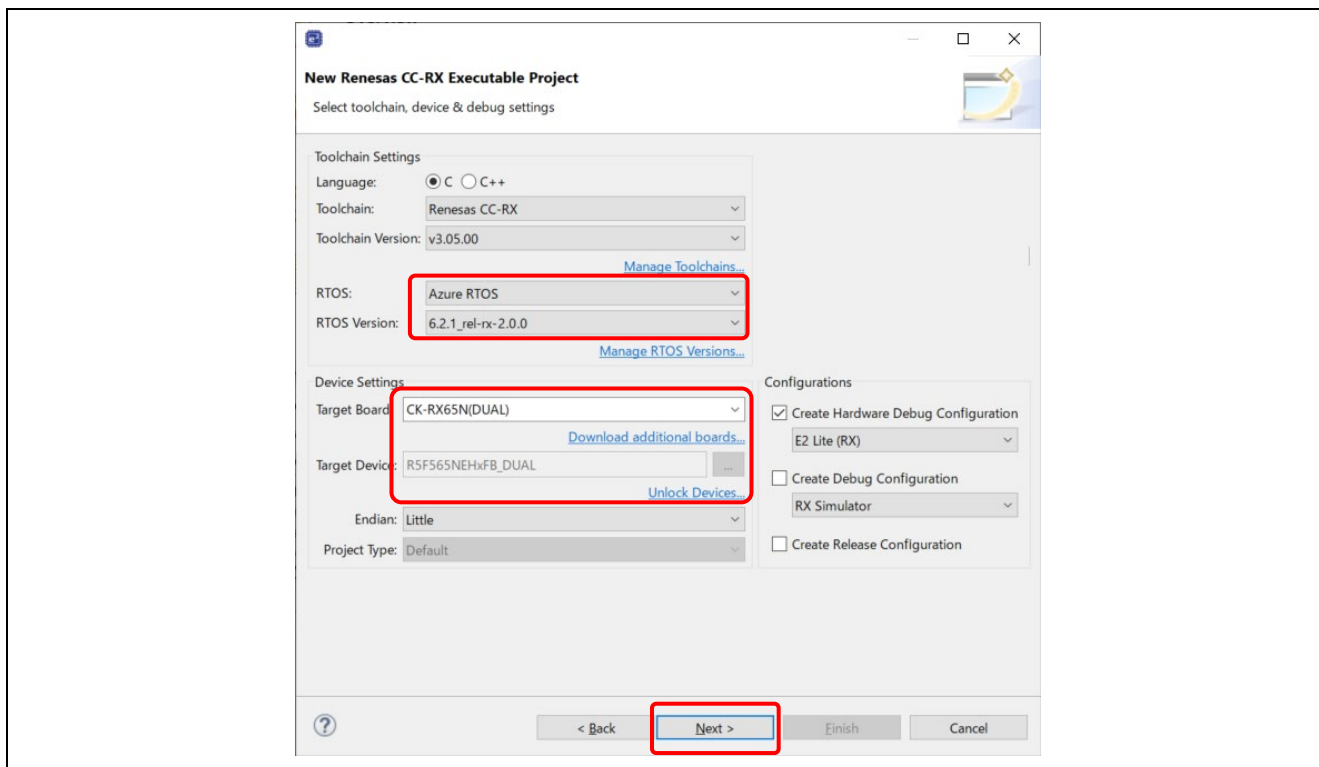 New Renesas CC-RX Executable Project
Select toolchain, device & debug settings
Toolchain Settings
Language: C C++
Toolchain: Renesas CC-RX
Toolchain Version: v3.05.00
Manage Toolchains...
RTOS: Azure RTOS
RTOS Version: 6.2.1_rel-rx-2.0.0
Manage RTOS Versions...
Device Settings
Target Board CK-RX65N(DUAL)
Download additional boards...
Target Device: R5F565NEHxFB_DUAL ...
Unlock Devices...
Endian: Little
Project Type: Default
Configurations
Create Hardware Debug Configuration
E2 Lite (RX)
Create Debug Configuration
RX Simulator
Create Release Configuration
? < Back Next > Finish Cancel